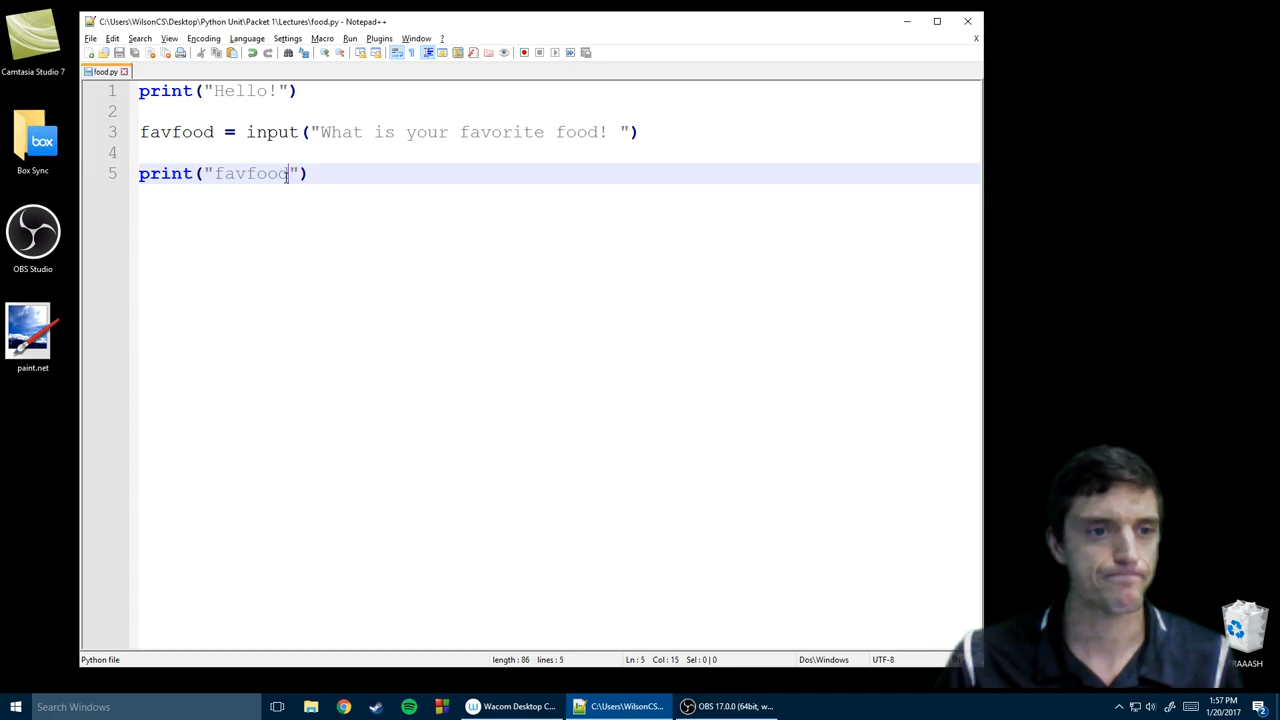 Camtasia Studio 7
box
Box Sync
OBS Studio
paint.net
C:\Users\WilsonCS\Desktop\Python Unit\Packet 1\Lectures\food.py - Notepad++
File Edit Search View Encoding Language Settings Macro Run Plugins Window ? X
food.py
1 print("Hello!")
2
3 favfood = input("What is your favorite food! ")
4
5 print("favfood")
Python file length : 86 lines : 5 Ln : 5 Col : 15 Sel : 0 | 0 Dos\Windows UTF-8
Search Windows Wacom Desktop C... C:\Users\WilsonCS... OBS 17.0.0 (64bit, w... 1:57 PM
1/20/2017
2